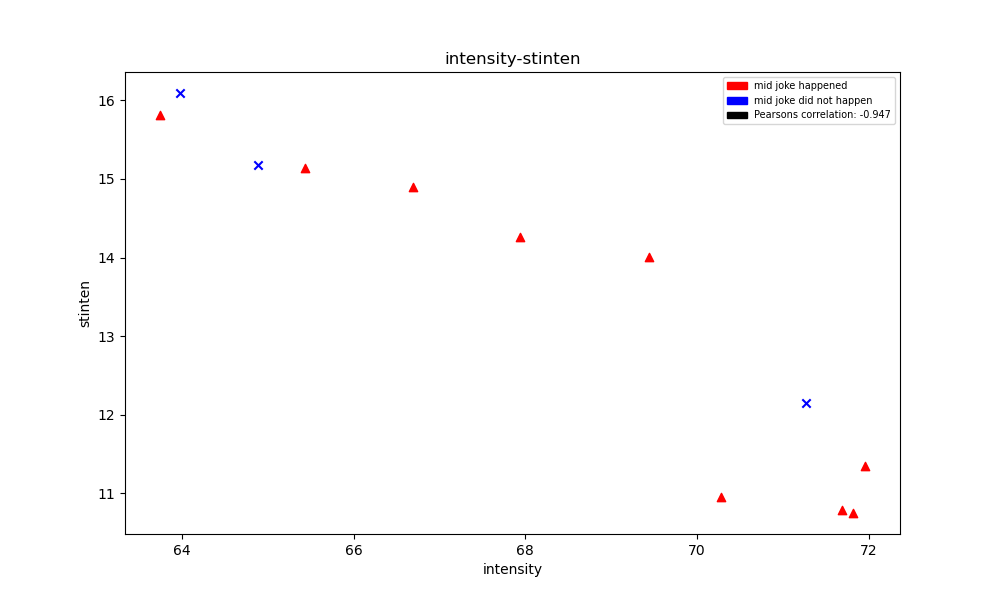 intensity-stinten
mid joke happened
mid joke did not happen
Pearsons correlation: -0.947
stinten
16
15
14
13
12
11
64 66 68 70 72
intensity